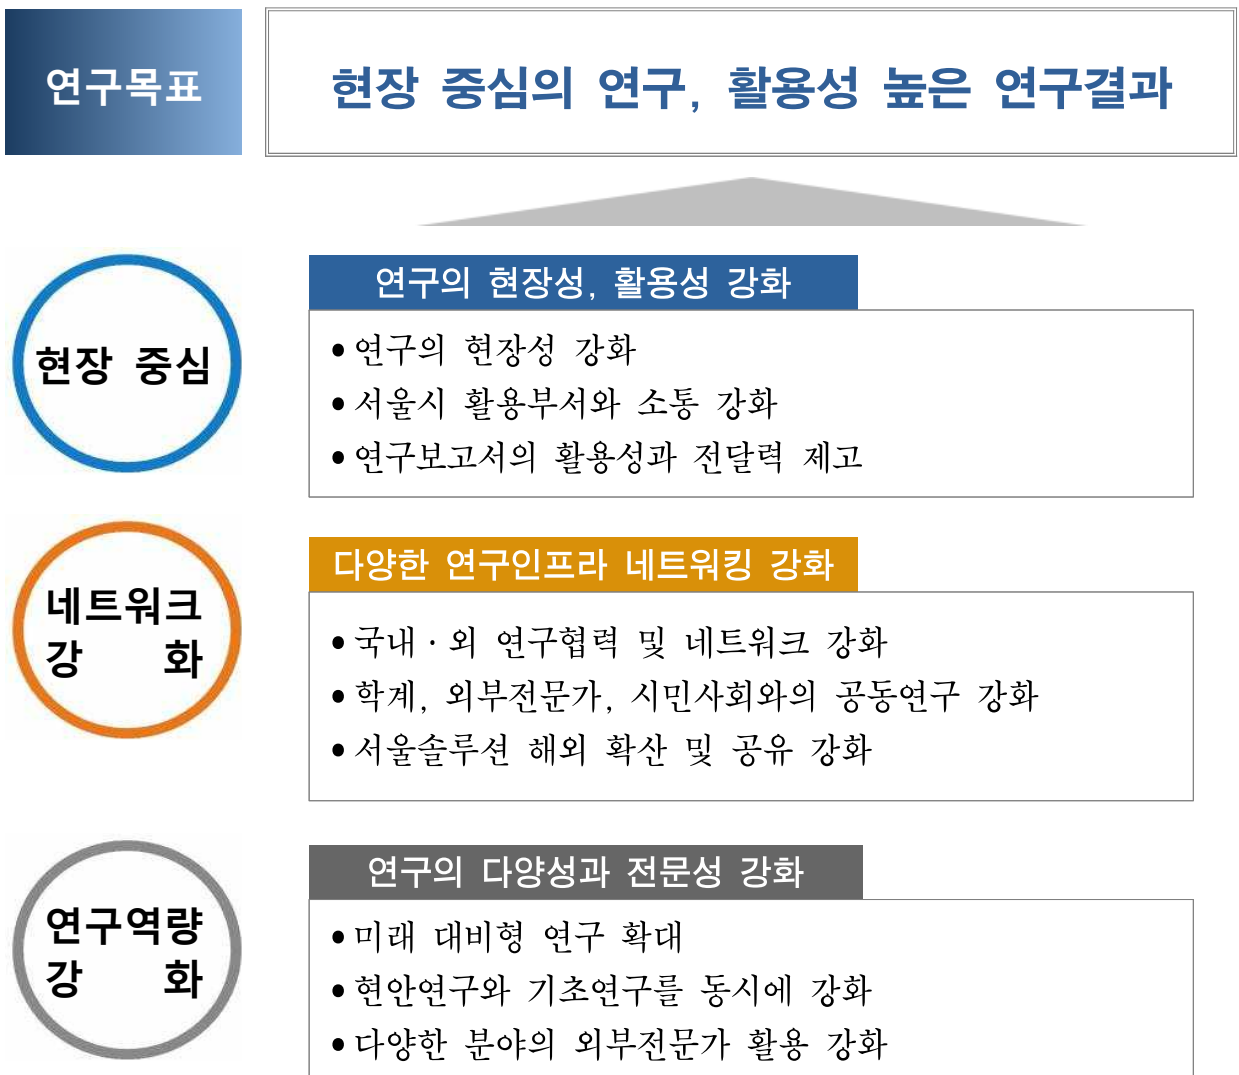 연구목표
현장 중심의 연구, 활용성 높은 연구결과
현장 중심
연구의 현장성, 활용성 강화
•연구의 현장성 강화
•서울시 활용부서와 소통 강화
•연구보고서의 활용성과 전달력 제고
네트워크
강 화
다양한 연구인프라 네트워킹 강화
•국내·외 연구협력 및 네트워크 강화
•학계, 외부전문가, 시민사회와의 공동연구 강화
•서울솔루션 해외 확산 및 공유 강화
연구역량
강 화
연구의 다양성과 전문성 강화
•미래 대비형 연구 확대
•현안연구와 기초연구를 동시에 강화
•다양한 분야의 외부전문가 활용 강화